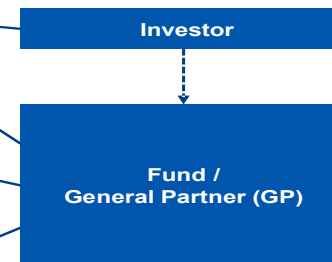 Investor
Fund /
General Partner (GP)